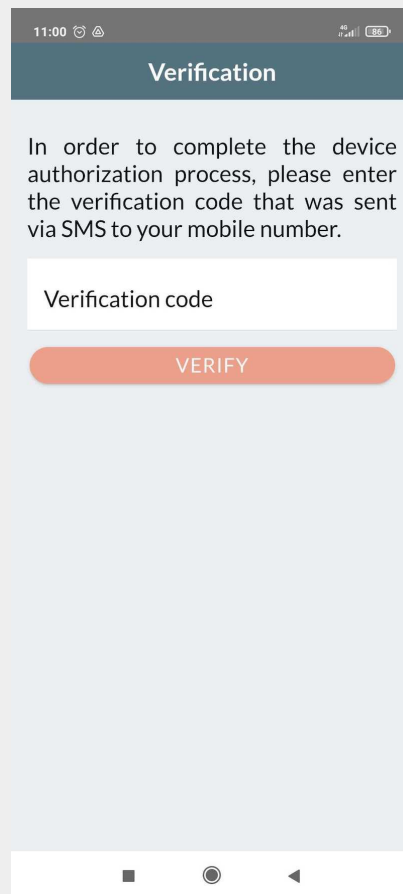 11:00
4G
86
Verification
In order to complete the device
authorization process, please enter
the verification code that was sent
via SMS to your mobile number.
Verification code
VERIFY